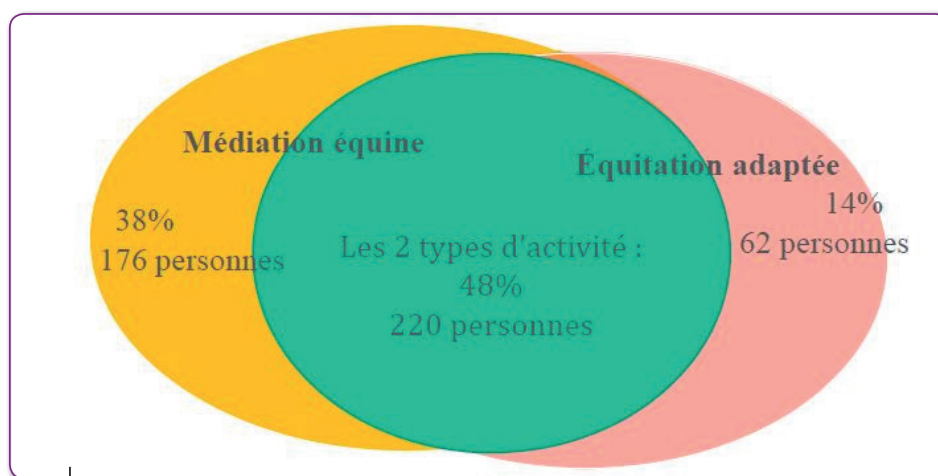 Médiation équine
38%
176 personnes
Les 2 types d'activité :
48%
220 personnes
Équitation adaptée
14%
62 personnes